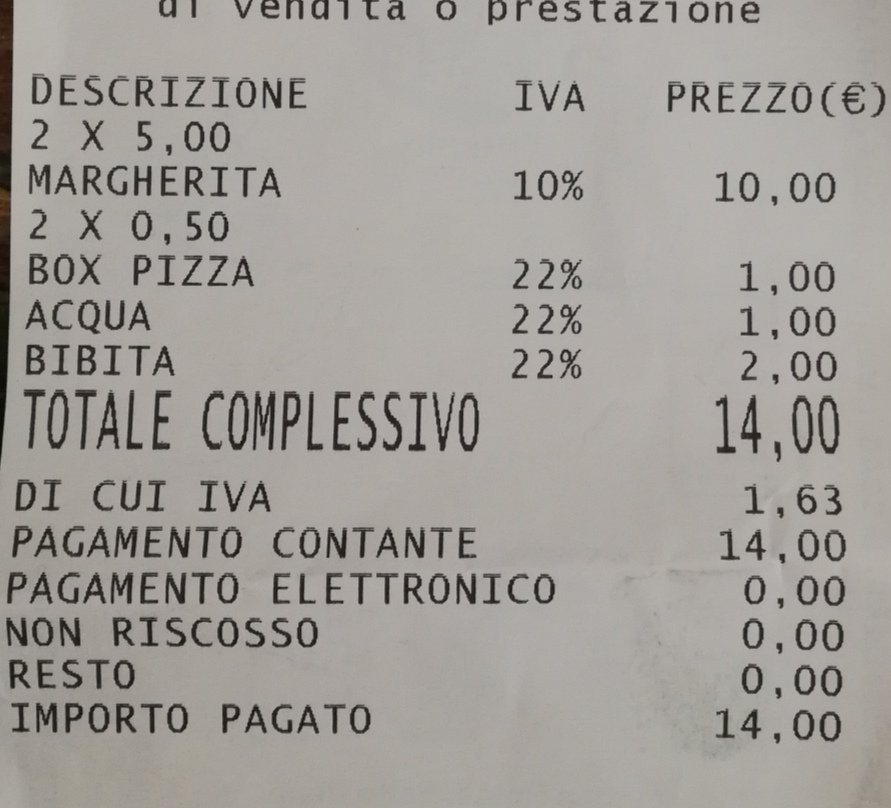 di vendita o prestazione
DESCRIZIONE IVA PREZZO(€)
2 X 5,00
MARGHERITA 10% 10,00
2 X 0,50
BOX PIZZA 22% 1,00
ACQUA 22% 1,00
BIBITA 22% 2,00
TOTALE COMPLESSIVO 14,00
DI CUI IVA 1,63
PAGAMENTO CONTANTE 14,00
PAGAMENTO ELETTRONICO 0,00
NON RISCOSSO 0,00
RESTO 0,00
IMPORTO PAGATO 14,00